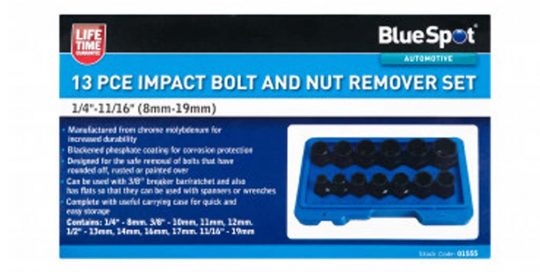 LIFE
TIME
GUARANTEE
BlueSpot
AUTOMOTIVE
13 PCE IMPACT BOLT AND NUT REMOVER SET
1/4"-11/16" (8mm-19mm)
• Manufactured from chrome molybdenum for
increased durability
• Blackened phosphate coating for corrosion protection
• Designed for the safe removal of bolts that have
rounded off, rusted or painted over
• Can be used with 3/8" breaker bar/ratchet and also
has flats so that they can be used with spanners or wrenches
• Complete with useful carrying case for quick and
easy storage
Contains: 1/4" - 8mm. 3/8" - 10mm, 11mm, 12mm.
1/2" - 13mm, 14mm, 16mm, 17mm. 11/16" - 19mm
Stock Code: 01555